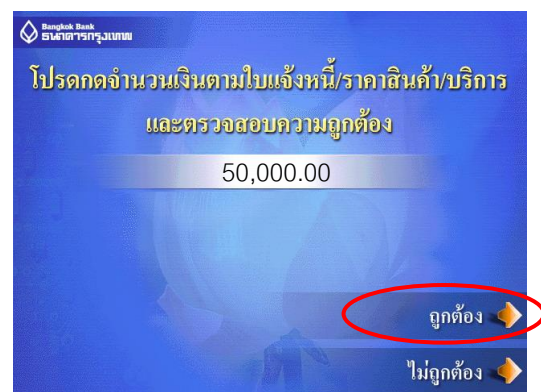 Bangkok Bank
ธนาคารกรุงเทพ
โปรดกดจำนวนเงินตามใบแจ้งหนี้/ราคาสินค้า/บริการ
และตรวจสอบความถูกต้อง
50,000.00
ถูกต้อง
ไม่ถูกต้อง